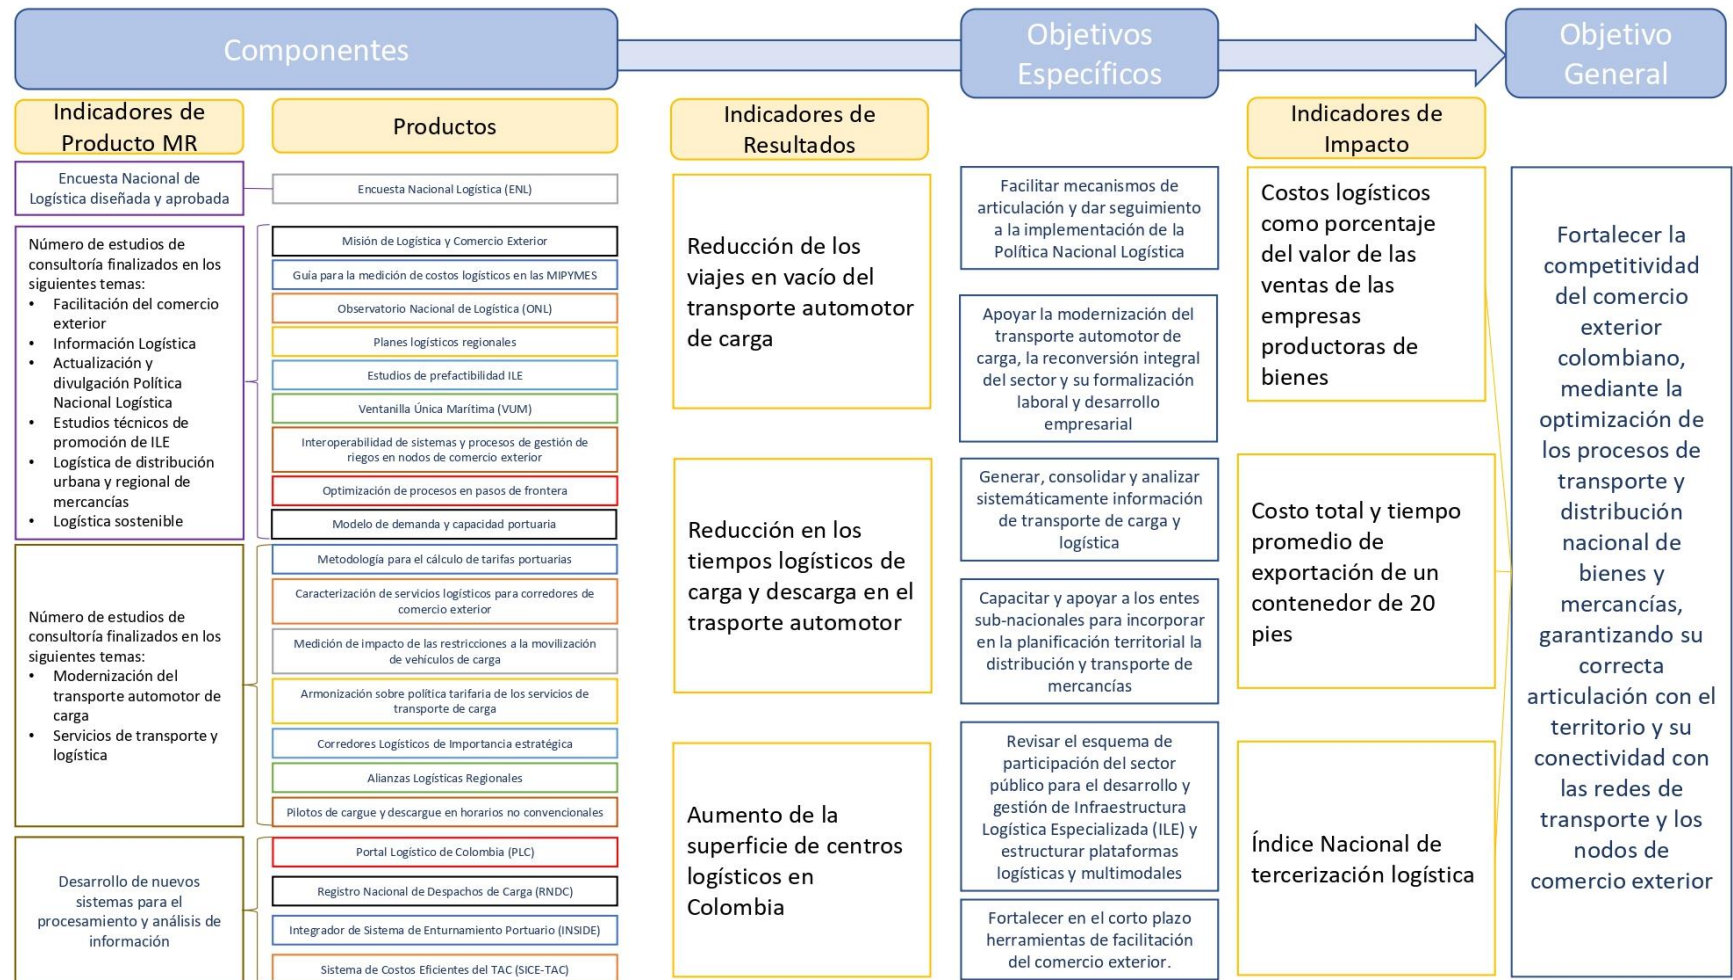 Componentes
Objetivos
Específicos
Objetivo
General
Indicadores de
Producto MR
Productos
Indicadores de
Resultados
Indicadores de
Impacto
Encuesta Nacional de
Logística diseñada y aprobada
Número de estudios de
consultoría finalizados en los
siguientes temas:
• Facilitación del comercio
exterior
• Información Logística
• Actualización y
divulgación Política
Nacional Logística
• Estudios técnicos de
promoción de ILE
• Logística de distribución
urbana y regional de
mercancías
• Logística sostenible
Número de estudios de
consultoría finalizados en los
siguientes temas:
• Modernización del
transporte automotor de
carga
• Servicios de transporte y
logística
Desarrollo de nuevos
sistemas para el
procesamiento y análisis de
información
Encuesta Nacional Logística (ENL)
Misión de Logística y Comercio Exterior
Guía para la medición de costos logísticos en las MIPYMES
Observatorio Nacional de Logística (ONL)
Planes logísticos regionales
Estudios de prefactibilidad ILE
Ventanilla Única Marítima (VUM)
Interoperabilidad de sistemas y procesos de gestión de
riegos en nodos de comercio exterior
Optimización de procesos en pasos de frontera
Modelo de demanda y capacidad portuaria
Metodología para el cálculo de tarifas portuarias
Caracterización de servicios logísticos para corredores de
comercio exterior
Medición de impacto de las restricciones a la movilización
de vehículos de carga
Armonización sobre política tarifaria de los servicios de
transporte de carga
Corredores Logísticos de Importancia estratégica
Alianzas Logísticas Regionales
Pilotos de cargue y descargue en horarios no convencionales
Portal Logístico de Colombia (PLC)
Registro Nacional de Despachos de Carga (RNDC)
Integrador de Sistema de Enturnamiento Portuario (INSIDE)
Sistema de Costos Eficientes del TAC (SICE-TAC)
Reducción de los
viajes en vacío del
transporte automotor
de carga
Reducción en los
tiempos logísticos de
carga y descarga en el
trasporte automotor
Aumento de la
superficie de centros
logísticos en
Colombia
Facilitar mecanismos de
articulación y dar seguimiento
a la implementación de la
Política Nacional Logística
Apoyar la modernización del
transporte automotor de
carga, la reconversión integral
del sector y su formalización
laboral y desarrollo
empresarial
Generar, consolidar y analizar
sistemáticamente información
de transporte de carga y
logística
Capacitar y apoyar a los entes
sub-nacionales para incorporar
en la planificación territorial la
distribución y transporte de
mercancías
Revisar el esquema de
participación del sector
público para el desarrollo y
gestión de Infraestructura
Logística Especializada (ILE) y
estructurar plataformas
logísticas y multimodales
Fortalecer en el corto plazo
herramientas de facilitación
del comercio exterior.
Costos logísticos
como porcentaje
del valor de las
ventas de las
empresas
productoras de
bienes
Costo total y tiempo
promedio de
exportación de un
contenedor de 20
pies
Índice Nacional de
tercerización logística
Fortalecer la
competitividad
del comercio
exterior
colombiano,
mediante la
optimización de
los procesos de
transporte y
distribución
nacional de
bienes y
mercancías,
garantizando su
correcta
articulación con el
territorio y su
conectividad con
las redes de
transporte y los
nodos de
comercio exterior